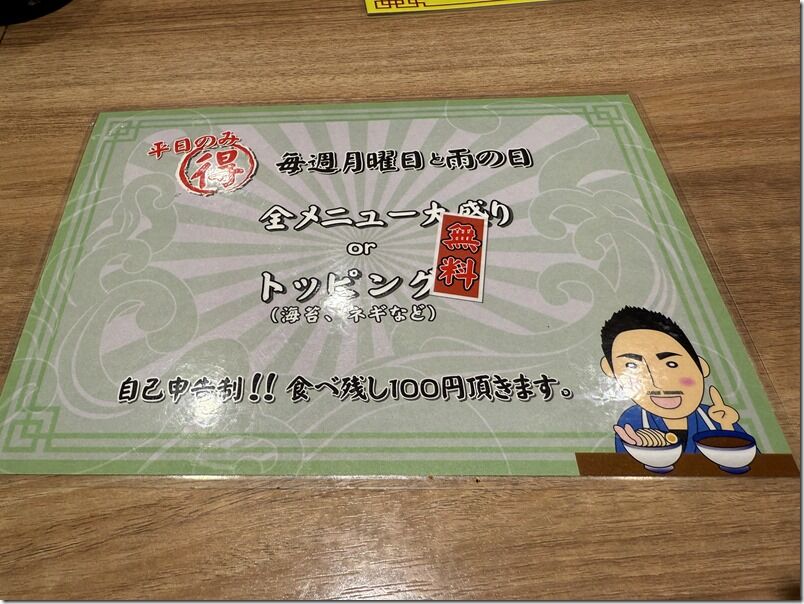 平日のみ
得
毎週月曜日と雨の日
全メニュー大盛り
or
無料
トッピング
(海苔、ネギなど)
自己申告制!!食べ残し100円頂きます。